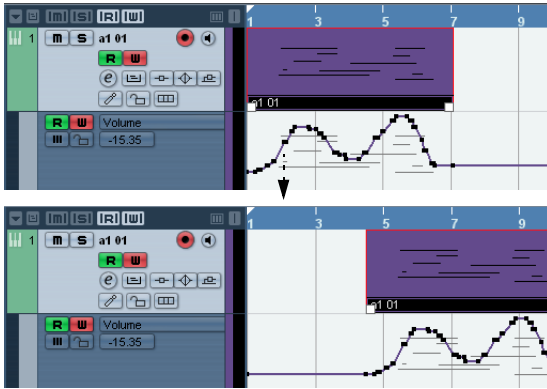 [M] [S] [R] [W] 1 3 5 7 9
1 m S a1 01
R W
e
a1 01
R W Volume
-15.35
[M] [S] [R] [W] 1 3 5 7 9
1 m S a1 01
R W
e
a1 01
R W Volume
-15.35